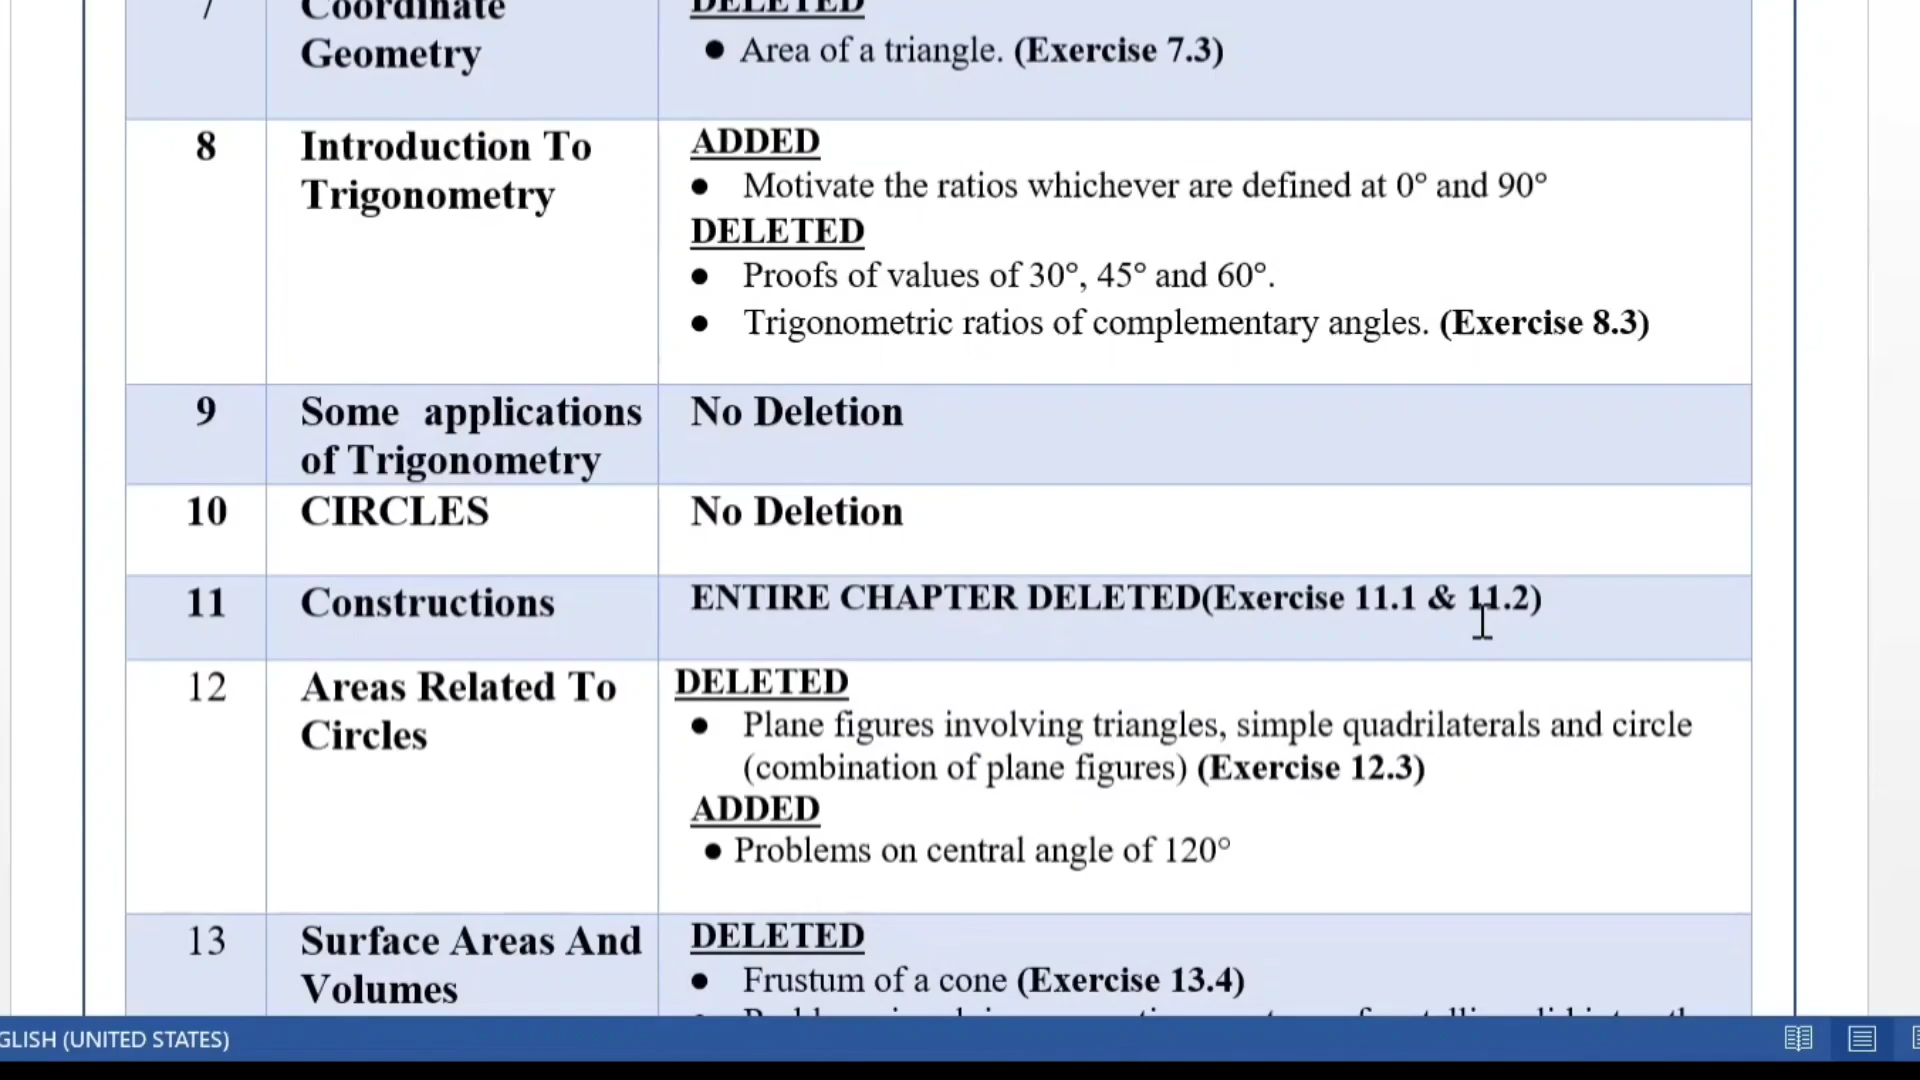 7
Coordinate
Geometry
DELETED
● Area of a triangle. (Exercise 7.3)
8
Introduction To
Trigonometry
ADDED
● Motivate the ratios whichever are defined at 0° and 90°
DELETED
● Proofs of values of 30°, 45° and 60°.
● Trigonometric ratios of complementary angles. (Exercise 8.3)
9
Some applications
of Trigonometry
No Deletion
10
CIRCLES
No Deletion
11
Constructions
ENTIRE CHAPTER DELETED(Exercise 11.1 & 11.2)
12
Areas Related To
Circles
DELETED
● Plane figures involving triangles, simple quadrilaterals and circle
(combination of plane figures) (Exercise 12.3)
ADDED
● Problems on central angle of 120°
13
Surface Areas And
Volumes
DELETED
● Frustum of a cone (Exercise 13.4)
GLISH (UNITED STATES)